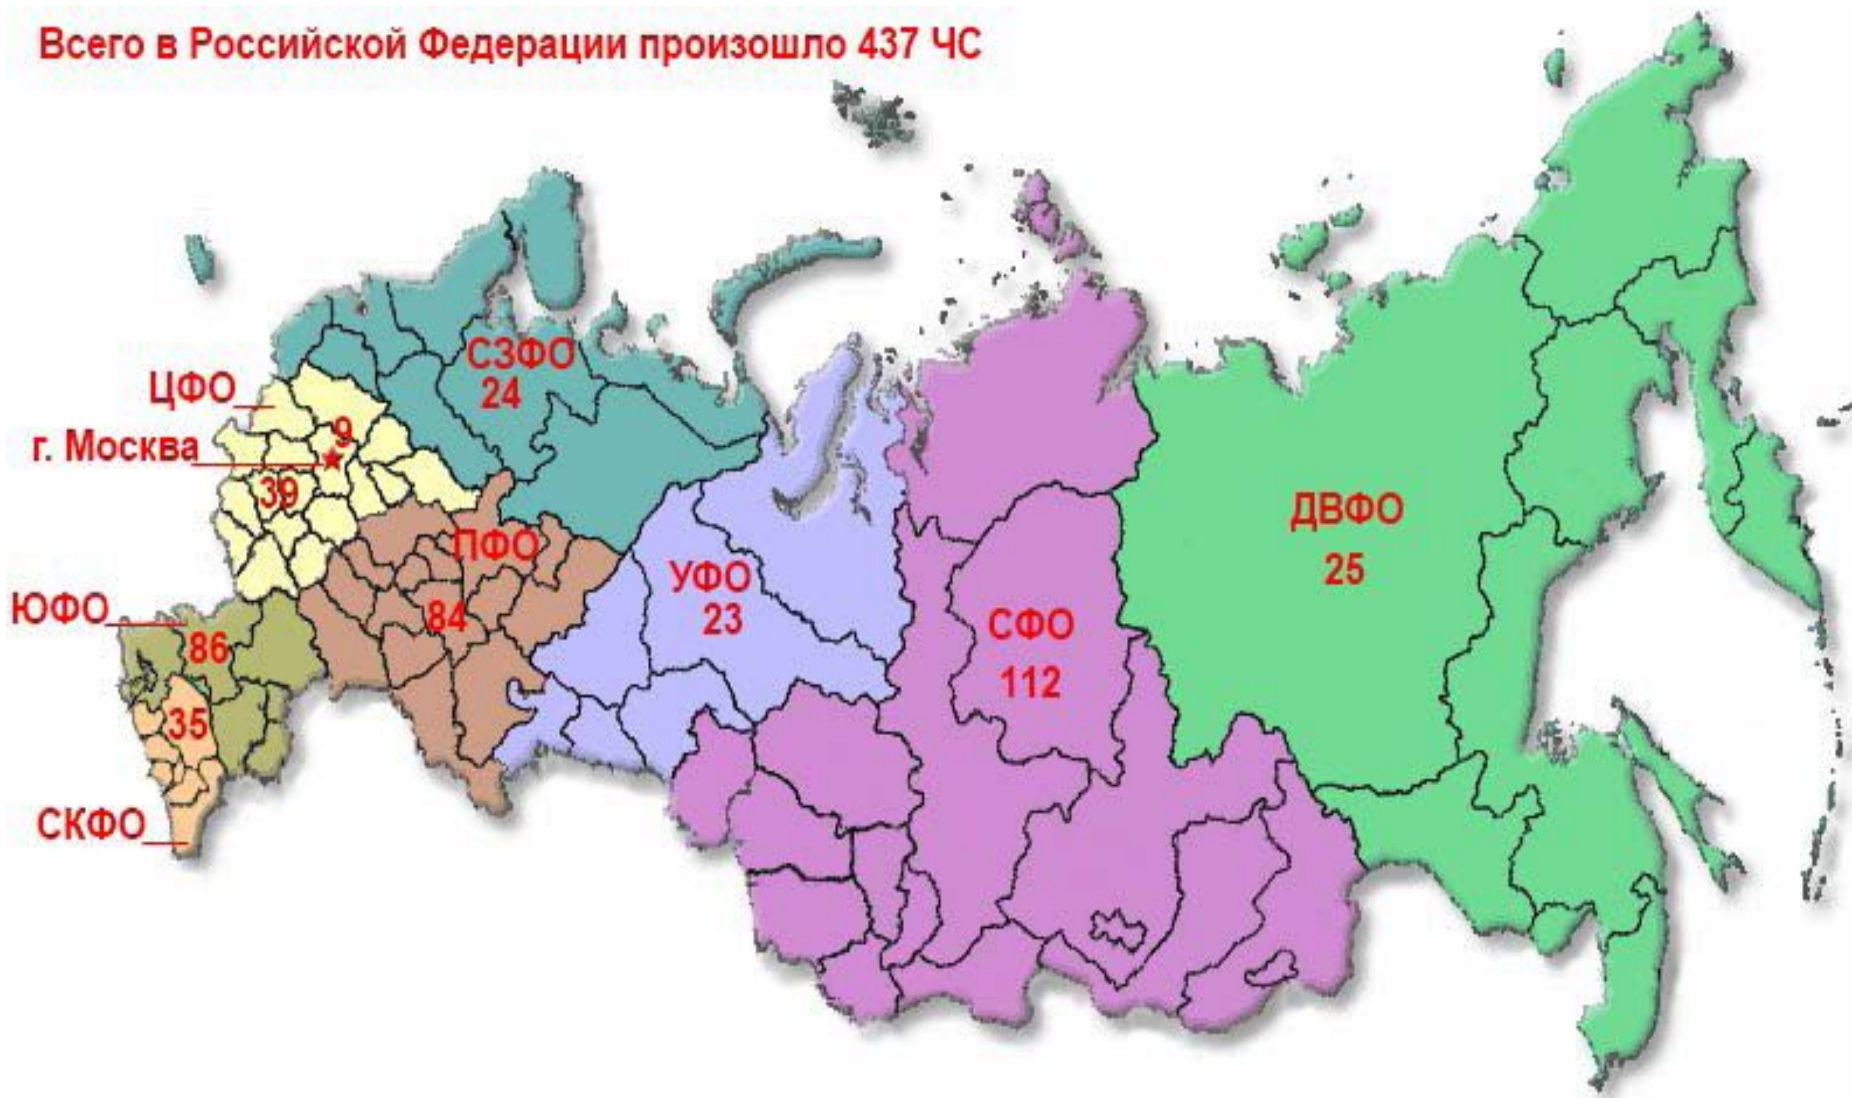 Всего в Российской Федерации произошло 437 ЧС
СЗФО
24
ЦФО
9
г. Москва
39
ПФО
84
ДВФО
25
УФО
23
СФО
112
ЮФО
86
35
СКФО